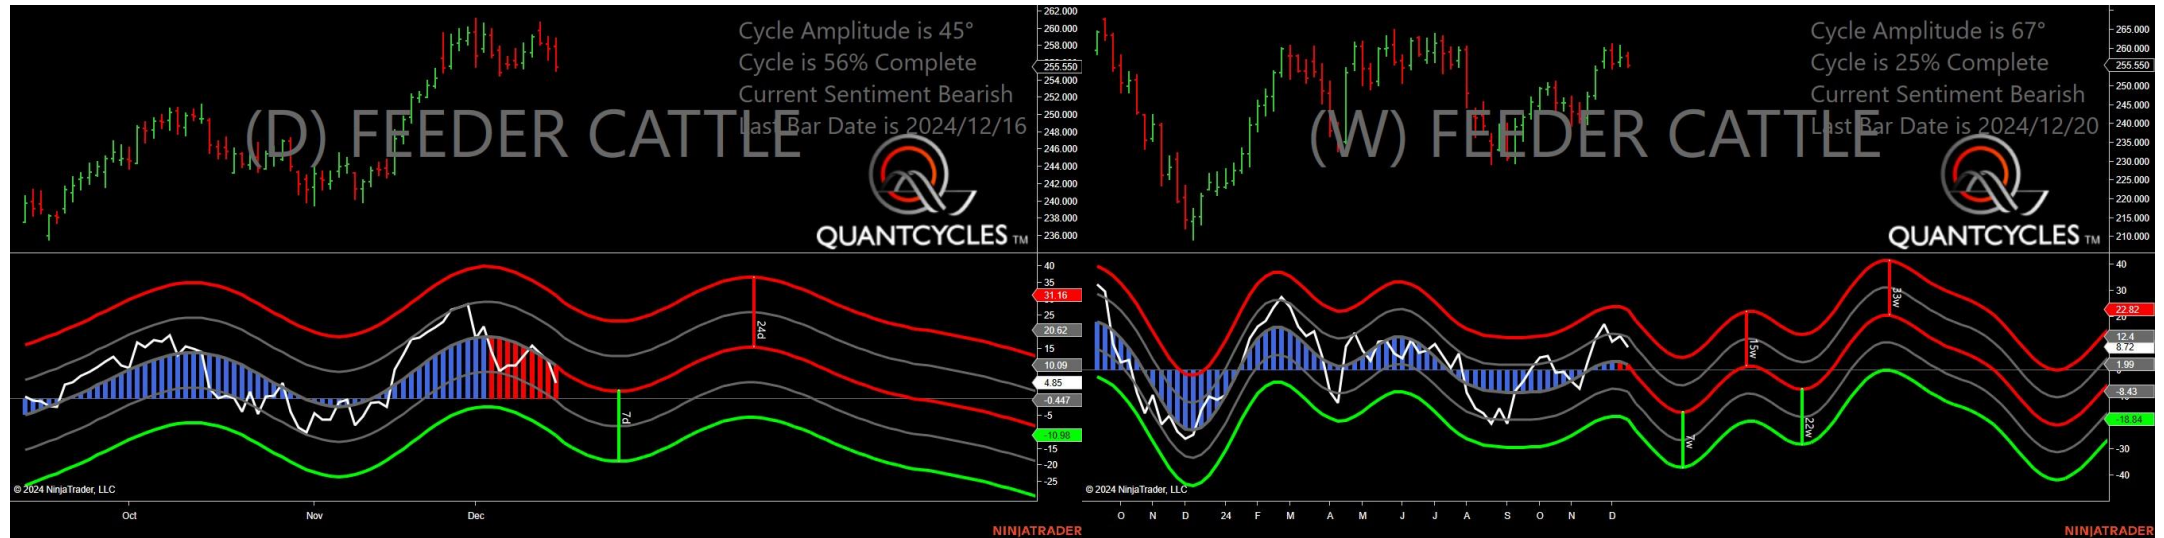 Cycle Amplitude is 45°
Cycle is 56% Complete
Current Sentiment Bearish
Last Bar Date is 2024/12/16
(D) FEEDER CATTLE
QUANTCYCLES TM
262.000
260.000
258.000
255.550
254.000
252.000
250.000
248.000
246.000
244.000
242.000
240.000
238.000
236.000
40
35
31.16
25
20.62
15
10.09
4.85
-0.447
-5
-10.98
-15
-20
-25
24d
7d
© 2024 NinjaTrader, LLC
Oct Nov Dec
NINJATRADER
Cycle Amplitude is 67°
Cycle is 25% Complete
Current Sentiment Bearish
Last Bar Date is 2024/12/20
(W) FEEDER CATTLE
QUANTCYCLES TM
265.000
260.000
255.550
250.000
245.000
240.000
235.000
230.000
225.000
220.000
215.000
210.000
40
30
22.82
20
12.4
8.72
1.99
-8.43
-18.84
-30
-40
7w
15w
22w
33w
© 2024 NinjaTrader, LLC
O N D 24 F M A M J J A S O N D
NINJATRADER